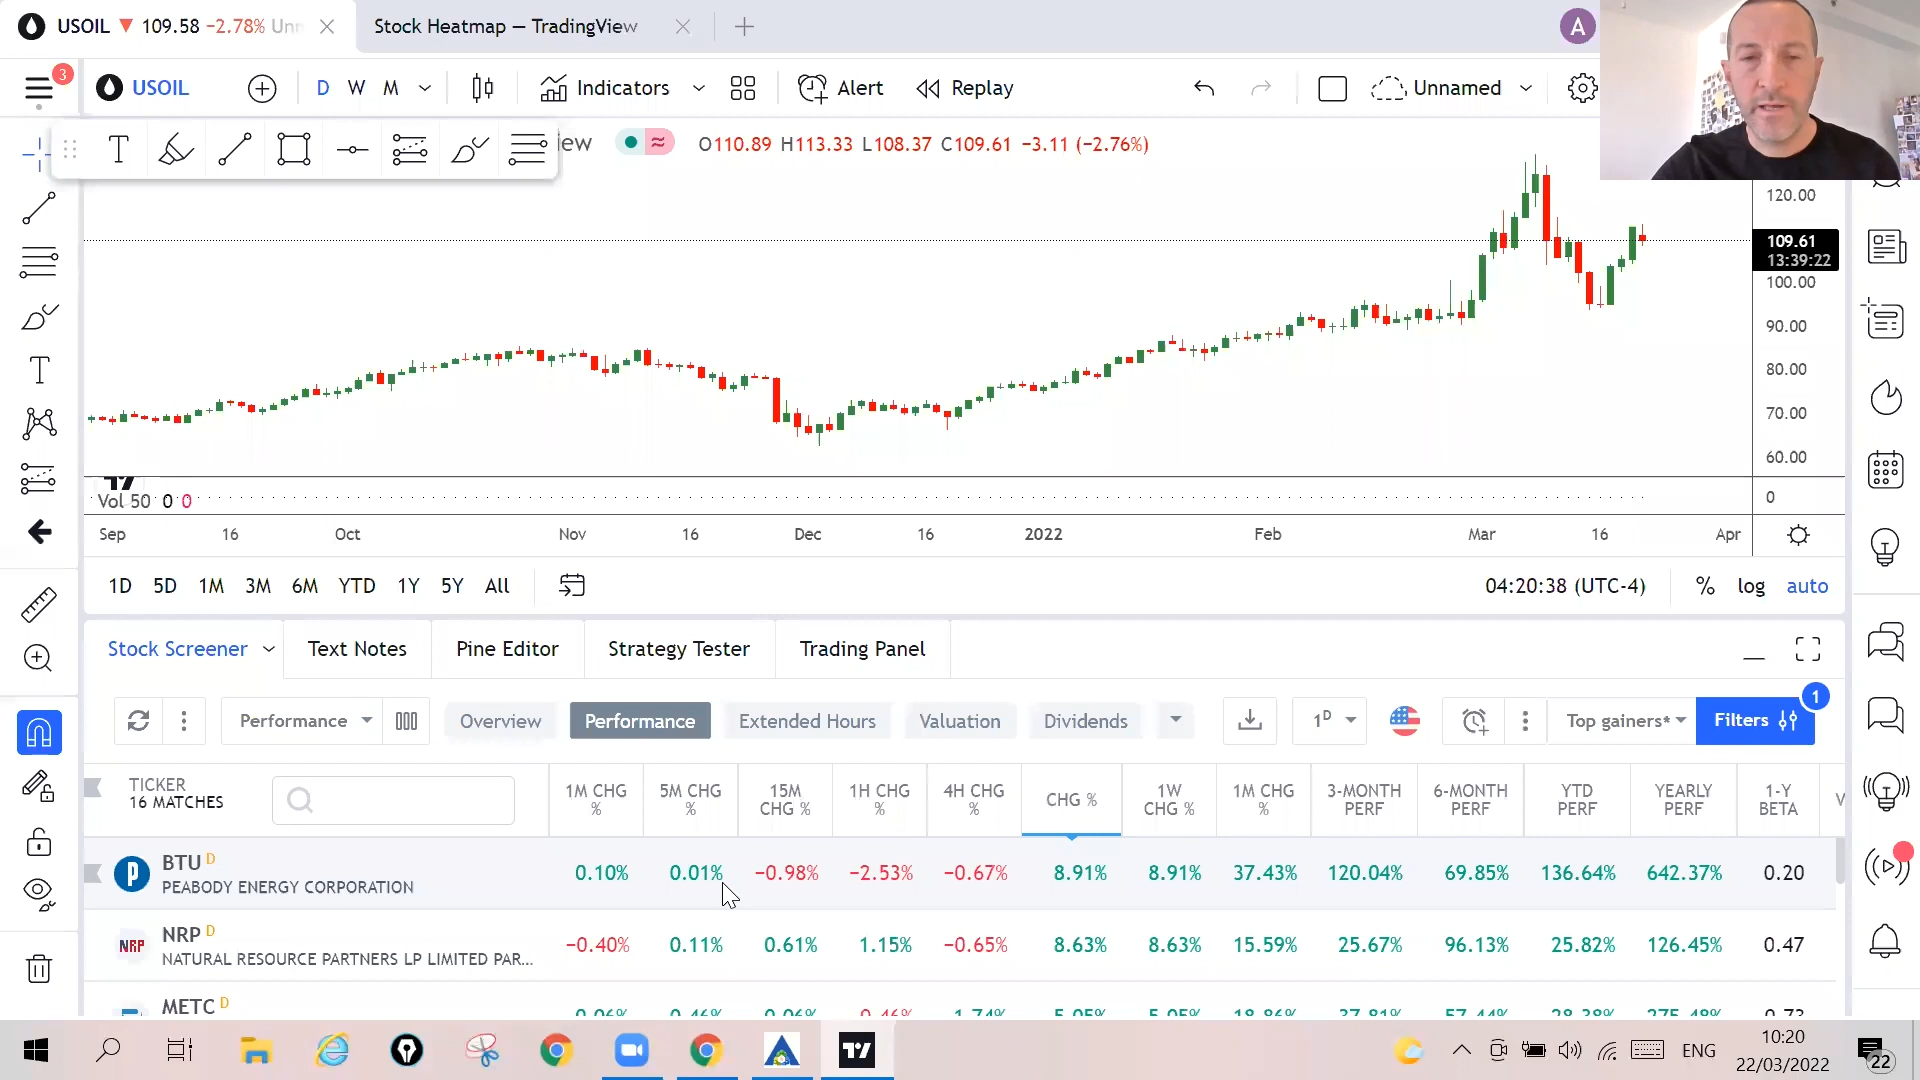 USOIL ▼ 109.58 −2.78% Unn
Stock Heatmap — TradingView
A
3
USOIL
D W M
Indicators
Alert
Replay
Unnamed
T
iew
O110.89 H113.33 L108.37 C109.61 −3.11 (−2.76%)
120.00
109.61
13:39:22
100.00
90.00
80.00
70.00
60.00
Vol 50 0 0
0
Sep 16 Oct Nov 16 Dec 16 2022 Feb Mar 16 Apr
1D 5D 1M 3M 6M YTD 1Y 5Y All
04:20:38 (UTC-4) % log auto
Stock Screener Text Notes Pine Editor Strategy Tester Trading Panel
Performance Overview Performance Extended Hours Valuation Dividends 1D Top gainers* Filters 1
TICKER
16 MATCHES
1M CHG %
5M CHG %
15M CHG %
1H CHG %
4H CHG %
CHG %
1W CHG %
1M CHG %
3-MONTH PERF
6-MONTH PERF
YTD PERF
YEARLY PERF
1-Y BETA
V
BTU D
PEABODY ENERGY CORPORATION
0.10% 0.01% −0.98% −2.53% −0.67% 8.91% 8.91% 37.43% 120.04% 69.85% 136.64% 642.37% 0.20
NRP
NRP D
NATURAL RESOURCE PARTNERS LP LIMITED PAR...
−0.40% 0.11% 0.61% 1.15% −0.65% 8.63% 8.63% 15.59% 25.67% 96.13% 25.82% 126.45% 0.47
METC D
ENG
10:20
22/03/2022
22